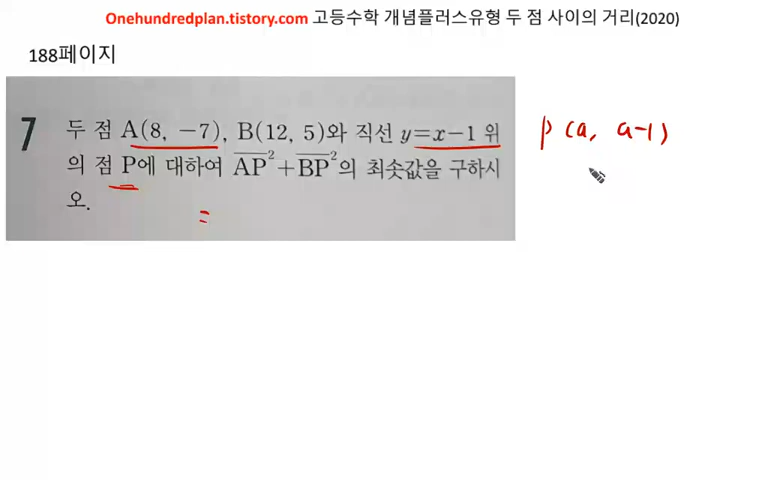 Onehundredplan.tistory.com 고등수학 개념플러스유형 두 점 사이의 거리(2020)
188페이지
7 두 점 A(8, −7), B(12, 5)와 직선 y=x−1 위
의 점 P에 대하여 AP²+BP²의 최솟값을 구하시
오.
=
P (a, a-1)